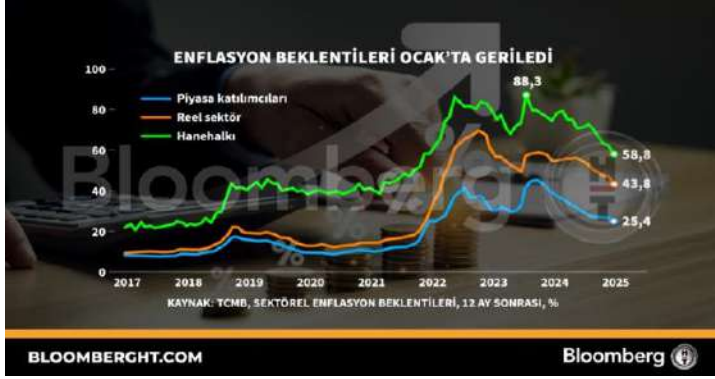 ENFLASYON BEKLENTİLERİ OCAK'TA GERİLEDİ
100
80
60
40
20
0
Piyasa katılımcıları
Reel sektör
Hanehalkı
88,3
58,8
43,8
25,4
2017 2018 2019 2020 2021 2022 2023 2024 2025
KAYNAK: TCMB, SEKTÖREL ENFLASYON BEKLENTİLERİ, 12 AY SONRASI, %
Bloomberg HT
BLOOMBERGHT.COM
Bloomberg HT